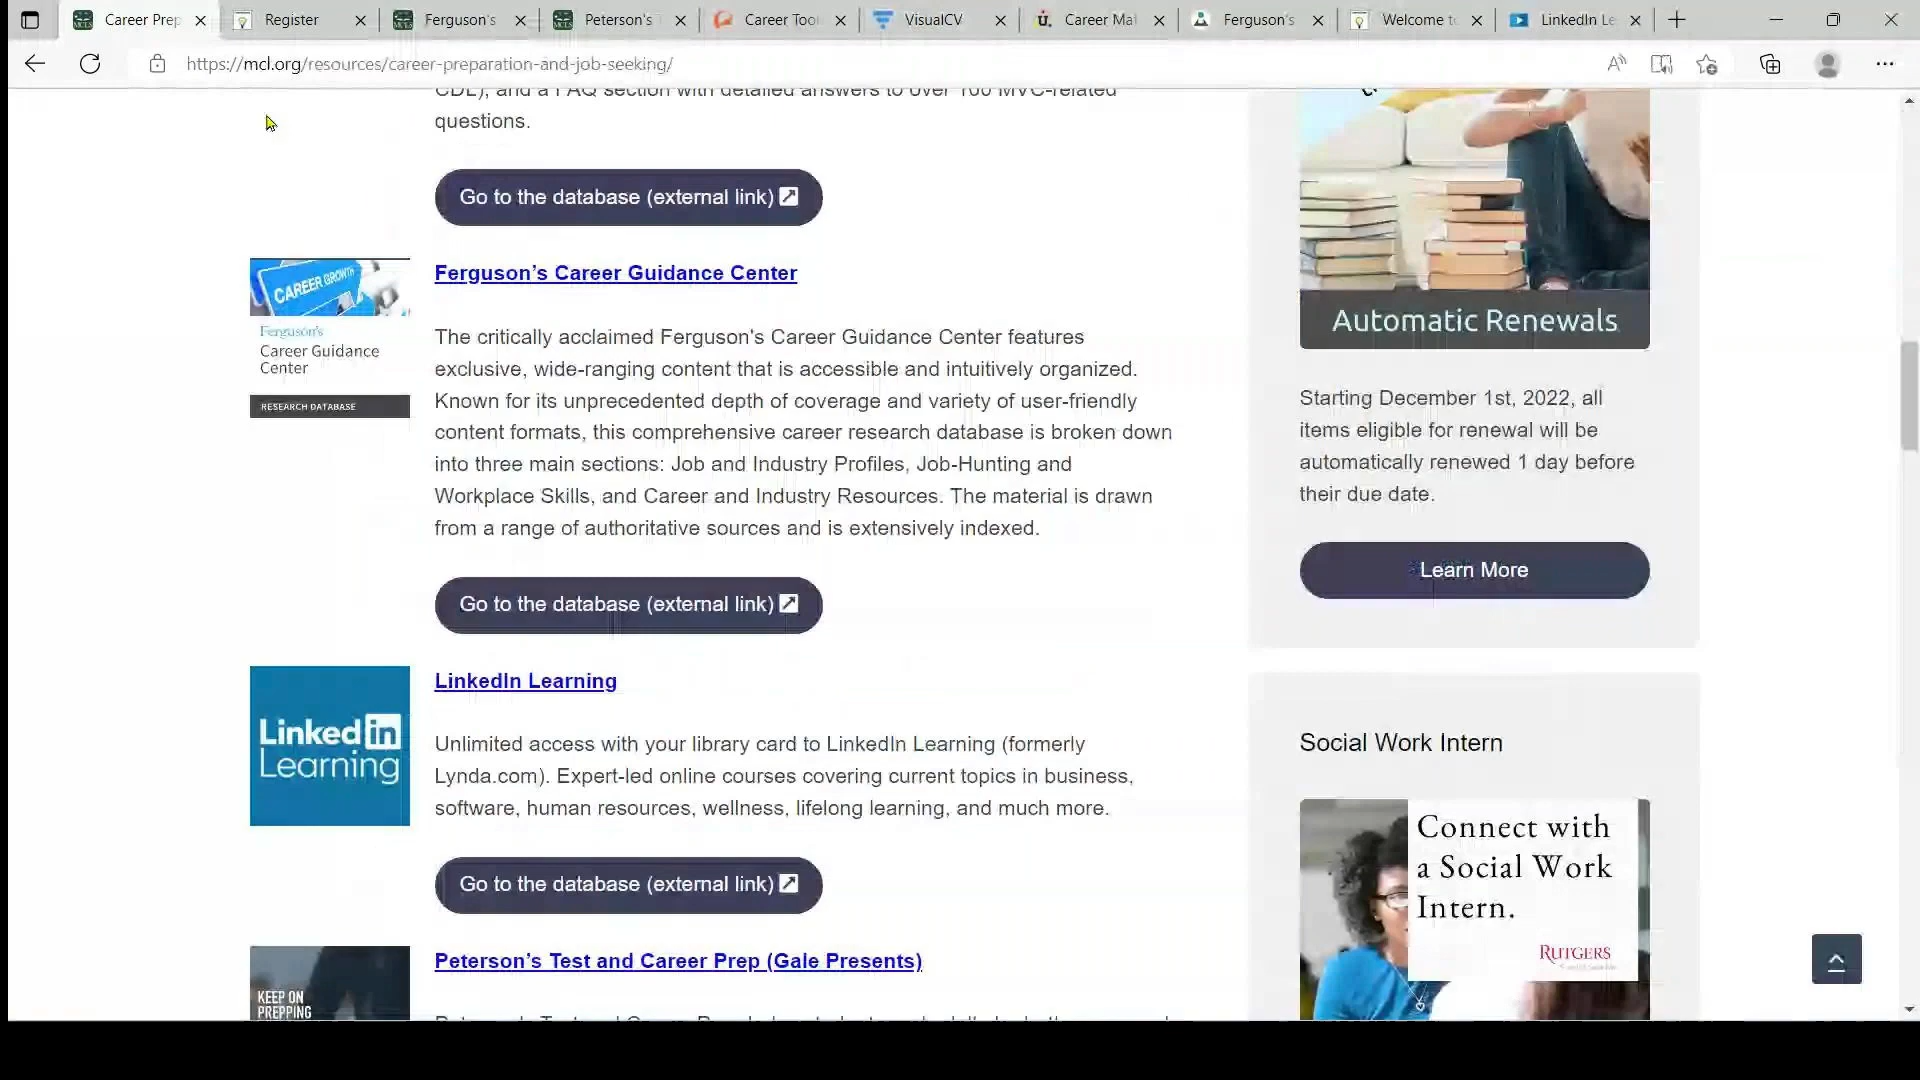 Career Prep
Register
Ferguson's
Peterson's
Career Too
VisualCV
Career Mai
Ferguson's
Welcome to
LinkedIn Le
https://mcl.org/resources/career-preparation-and-job-seeking/
CDL), and a FAQ section with detailed answers to over 100 MVC-related
questions.
Go to the database (external link)
CAREER GROWTH
Ferguson's
Career Guidance
Center
RESEARCH DATABASE
Ferguson’s Career Guidance Center
The critically acclaimed Ferguson's Career Guidance Center features
exclusive, wide-ranging content that is accessible and intuitively organized.
Known for its unprecedented depth of coverage and variety of user-friendly
content formats, this comprehensive career research database is broken down
into three main sections: Job and Industry Profiles, Job-Hunting and
Workplace Skills, and Career and Industry Resources. The material is drawn
from a range of authoritative sources and is extensively indexed.
Go to the database (external link)
Linked in
Learning
LinkedIn Learning
Unlimited access with your library card to LinkedIn Learning (formerly
Lynda.com). Expert-led online courses covering current topics in business,
software, human resources, wellness, lifelong learning, and much more.
Go to the database (external link)
KEEP ON
PREPPING
Peterson’s Test and Career Prep (Gale Presents)
Automatic Renewals
Starting December 1st, 2022, all
items eligible for renewal will be
automatically renewed 1 day before
their due date.
Learn More
Social Work Intern
Connect with
a Social Work
Intern.
RUTGERS